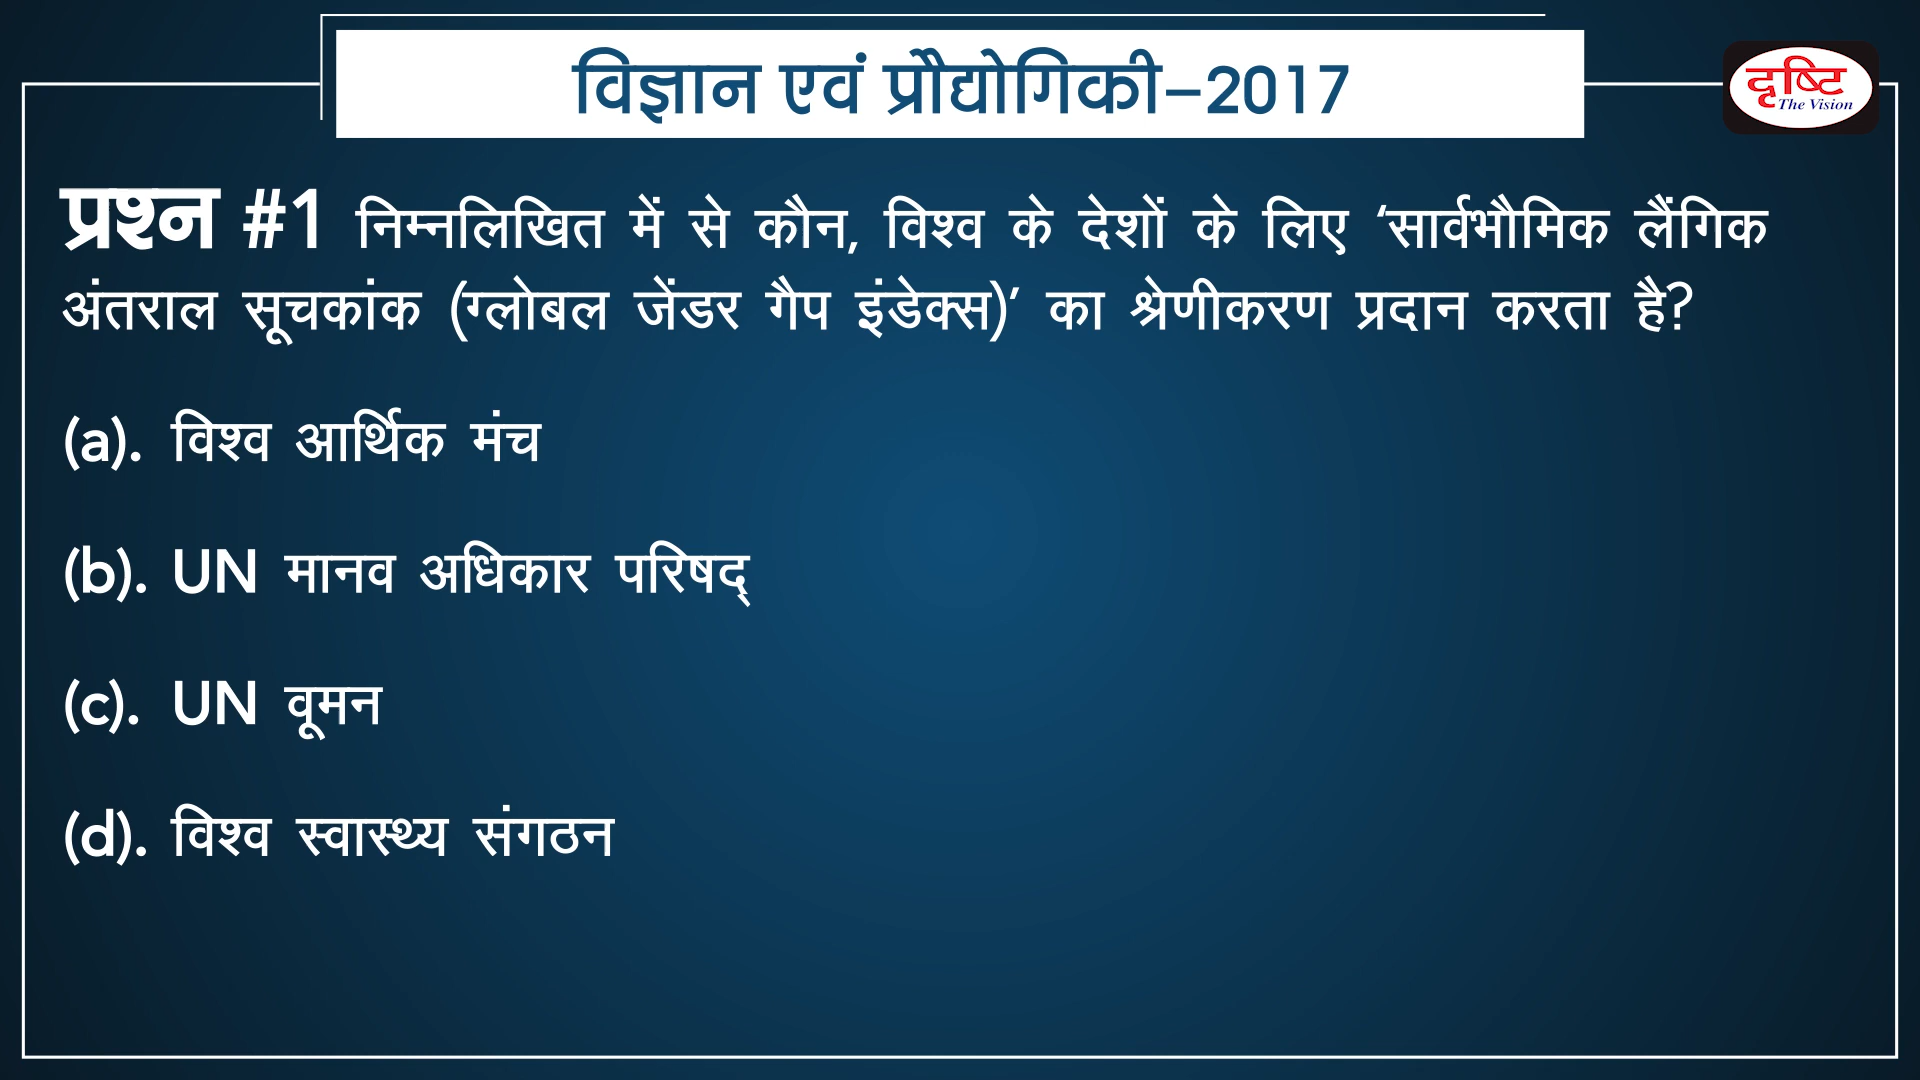 विज्ञान एवं प्रौद्योगिकी–2017
दृष्टि
The Vision
प्रश्न #1 निम्नलिखित में से कौन, विश्व के देशों के लिए ‘सार्वभौमिक लैंगिक
अंतराल सूचकांक (ग्लोबल जेंडर गैप इंडेक्स)’ का श्रेणीकरण प्रदान करता है?
(a). विश्व आर्थिक मंच
(b). UN मानव अधिकार परिषद्
(c). UN वूमन
(d). विश्व स्वास्थ्य संगठन